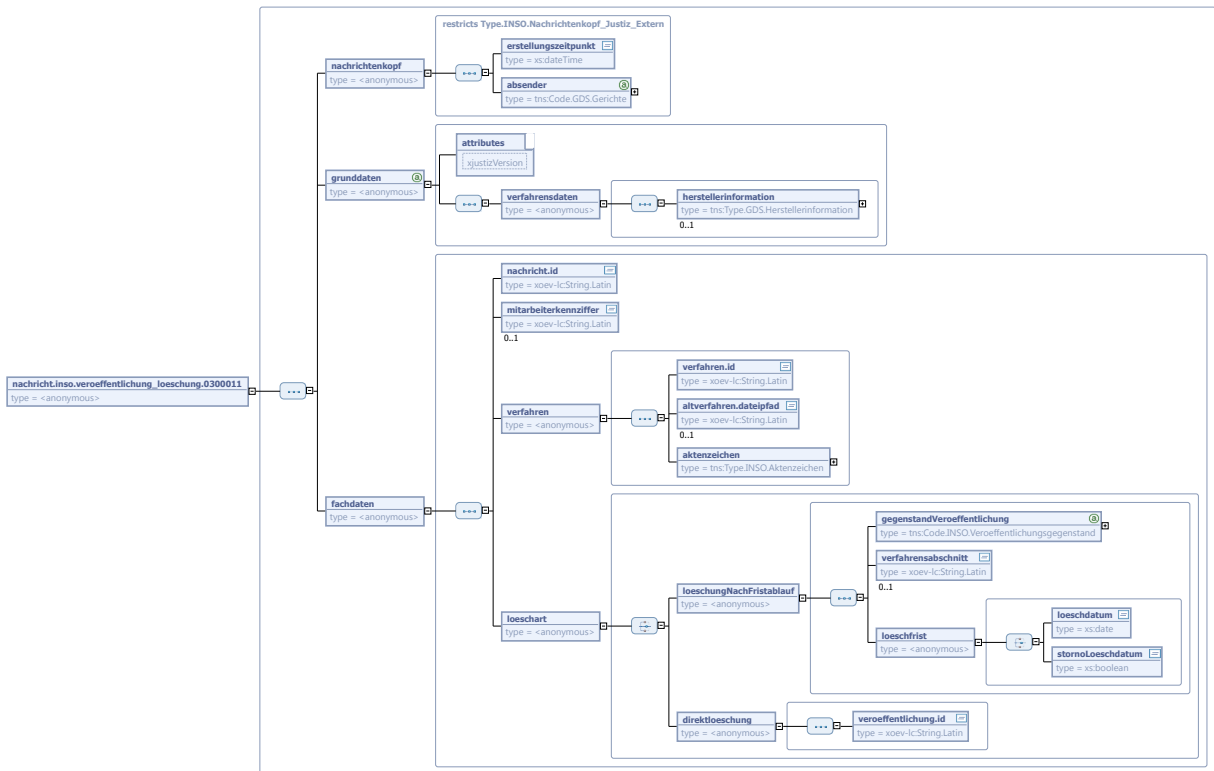 restricts Type.INSO.Nachrichtenkopf_Justiz_Extern
erstellungszeitpunkt
type = xs:dateTime
nachrichtenkopf
type = <anonymous>
absender
type = tns:Code.GDS.Gerichte
attributes
xjustizVersion
grunddaten
type = <anonymous>
verfahrensdaten
type = <anonymous>
herstellerinformation
type = tns:Type.GDS.Herstellerinformation
0..1
nachricht.id
type = xoev-lc:String.Latin
mitarbeiterkennziffer
type = xoev-lc:String.Latin
0..1
nachricht.inso.veroeffentlichung_loeschung.0300011
type = <anonymous>
verfahren.id
type = xoev-lc:String.Latin
verfahren
type = <anonymous>
altverfahren.dateipfad
type = xoev-lc:String.Latin
0..1
aktenzeichen
type = tns:Type.INSO.Aktenzeichen
fachdaten
type = <anonymous>
gegenstandVeroeffentlichung
type = tns:Code.INSO.Veroeffentlichungsgegenstand
verfahrensabschnitt
type = xoev-lc:String.Latin
0..1
loeschungNachFristablauf
type = <anonymous>
loeschart
type = <anonymous>
loeschfrist
type = <anonymous>
loeschdatum
type = xs:date
stornoLoeschdatum
type = xs:boolean
direktloeschung
type = <anonymous>
veroeffentlichung.id
type = xoev-lc:String.Latin